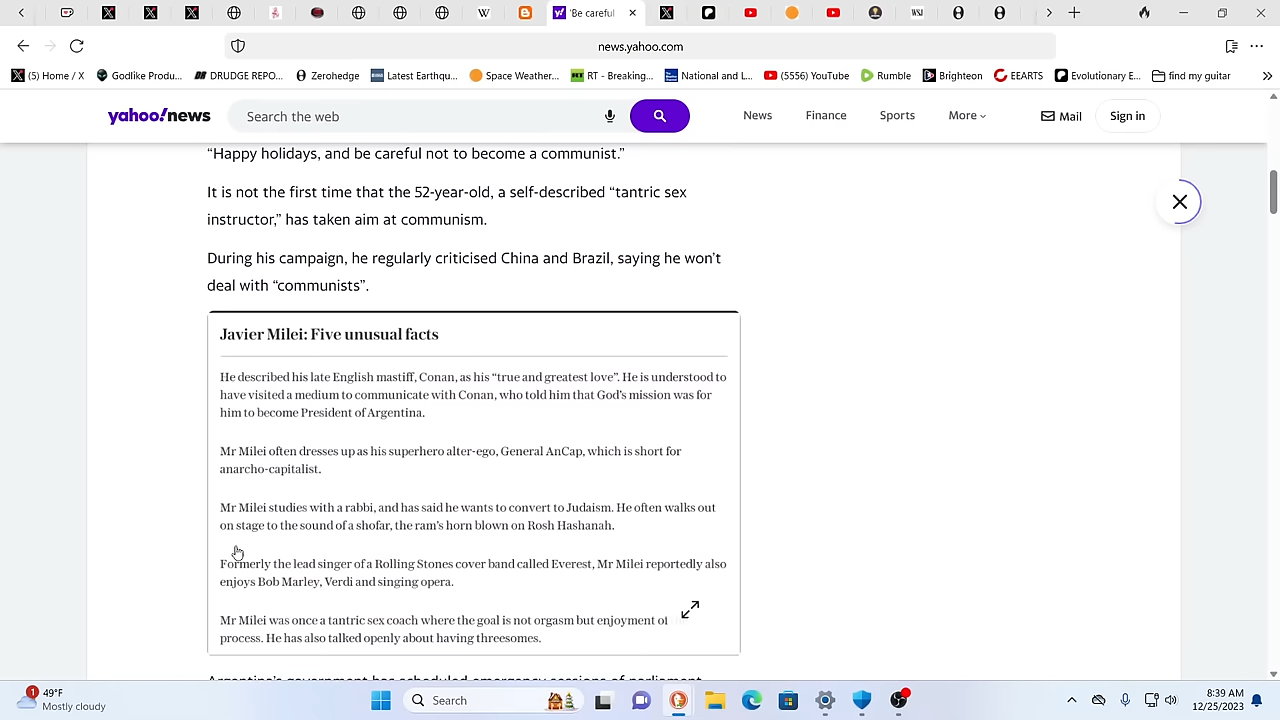 'Be careful
news.yahoo.com
(5) Home / X
Godlike Produ...
DRUDGE REPO...
Zerohedge
Latest Earthqu...
Space Weather...
RT - Breaking...
National and L...
(5556) YouTube
Rumble
Brighteon
EEARTS
Evolutionary E...
find my guitar
yahoo!news
Search the web
News
Finance
Sports
More
Mail
Sign in
“Happy holidays, and be careful not to become a communist.”
It is not the first time that the 52-year-old, a self-described “tantric sex
instructor,” has taken aim at communism.
During his campaign, he regularly criticised China and Brazil, saying he won’t
deal with “communists”.
Javier Milei: Five unusual facts
He described his late English mastiff, Conan, as his “true and greatest love”. He is understood to
have visited a medium to communicate with Conan, who told him that God’s mission was for
him to become President of Argentina.
Mr Milei often dresses up as his superhero alter-ego, General AnCap, which is short for
anarcho-capitalist.
Mr Milei studies with a rabbi, and has said he wants to convert to Judaism. He often walks out
on stage to the sound of a shofar, the ram’s horn blown on Rosh Hashanah.
Formerly the lead singer of a Rolling Stones cover band called Everest, Mr Milei reportedly also
enjoys Bob Marley, Verdi and singing opera.
Mr Milei was once a tantric sex coach where the goal is not orgasm but enjoyment of
process. He has also talked openly about having threesomes.
Argentina’s government has scheduled emergency sessions of parliament
1
49°F
Mostly cloudy
Search
8:39 AM
12/25/2023